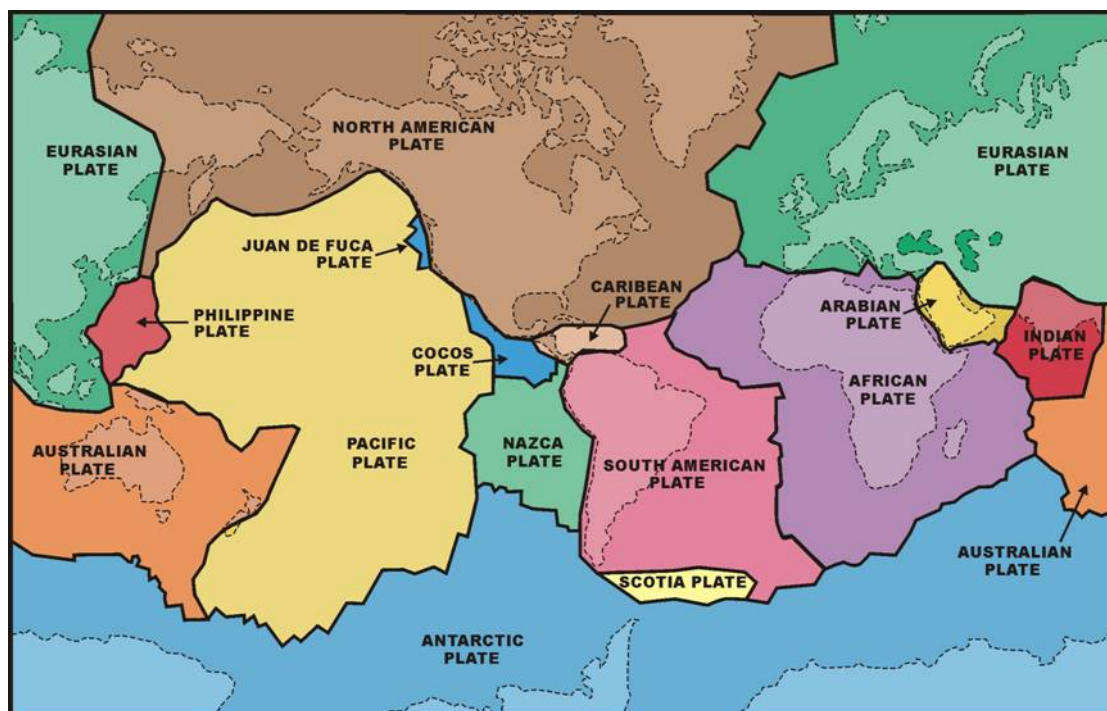 NORTH AMERICAN
PLATE
EURASIAN
PLATE
EURASIAN
PLATE
JUAN DE FUCA
PLATE
CARIBEAN
PLATE
PHILIPPINE
PLATE
ARABIAN
PLATE
INDIAN
PLATE
COCOS
PLATE
AFRICAN
PLATE
AUSTRALIAN
PLATE
PACIFIC
PLATE
NAZCA
PLATE
SOUTH AMERICAN
PLATE
AUSTRALIAN
PLATE
SCOTIA PLATE
ANTARCTIC
PLATE